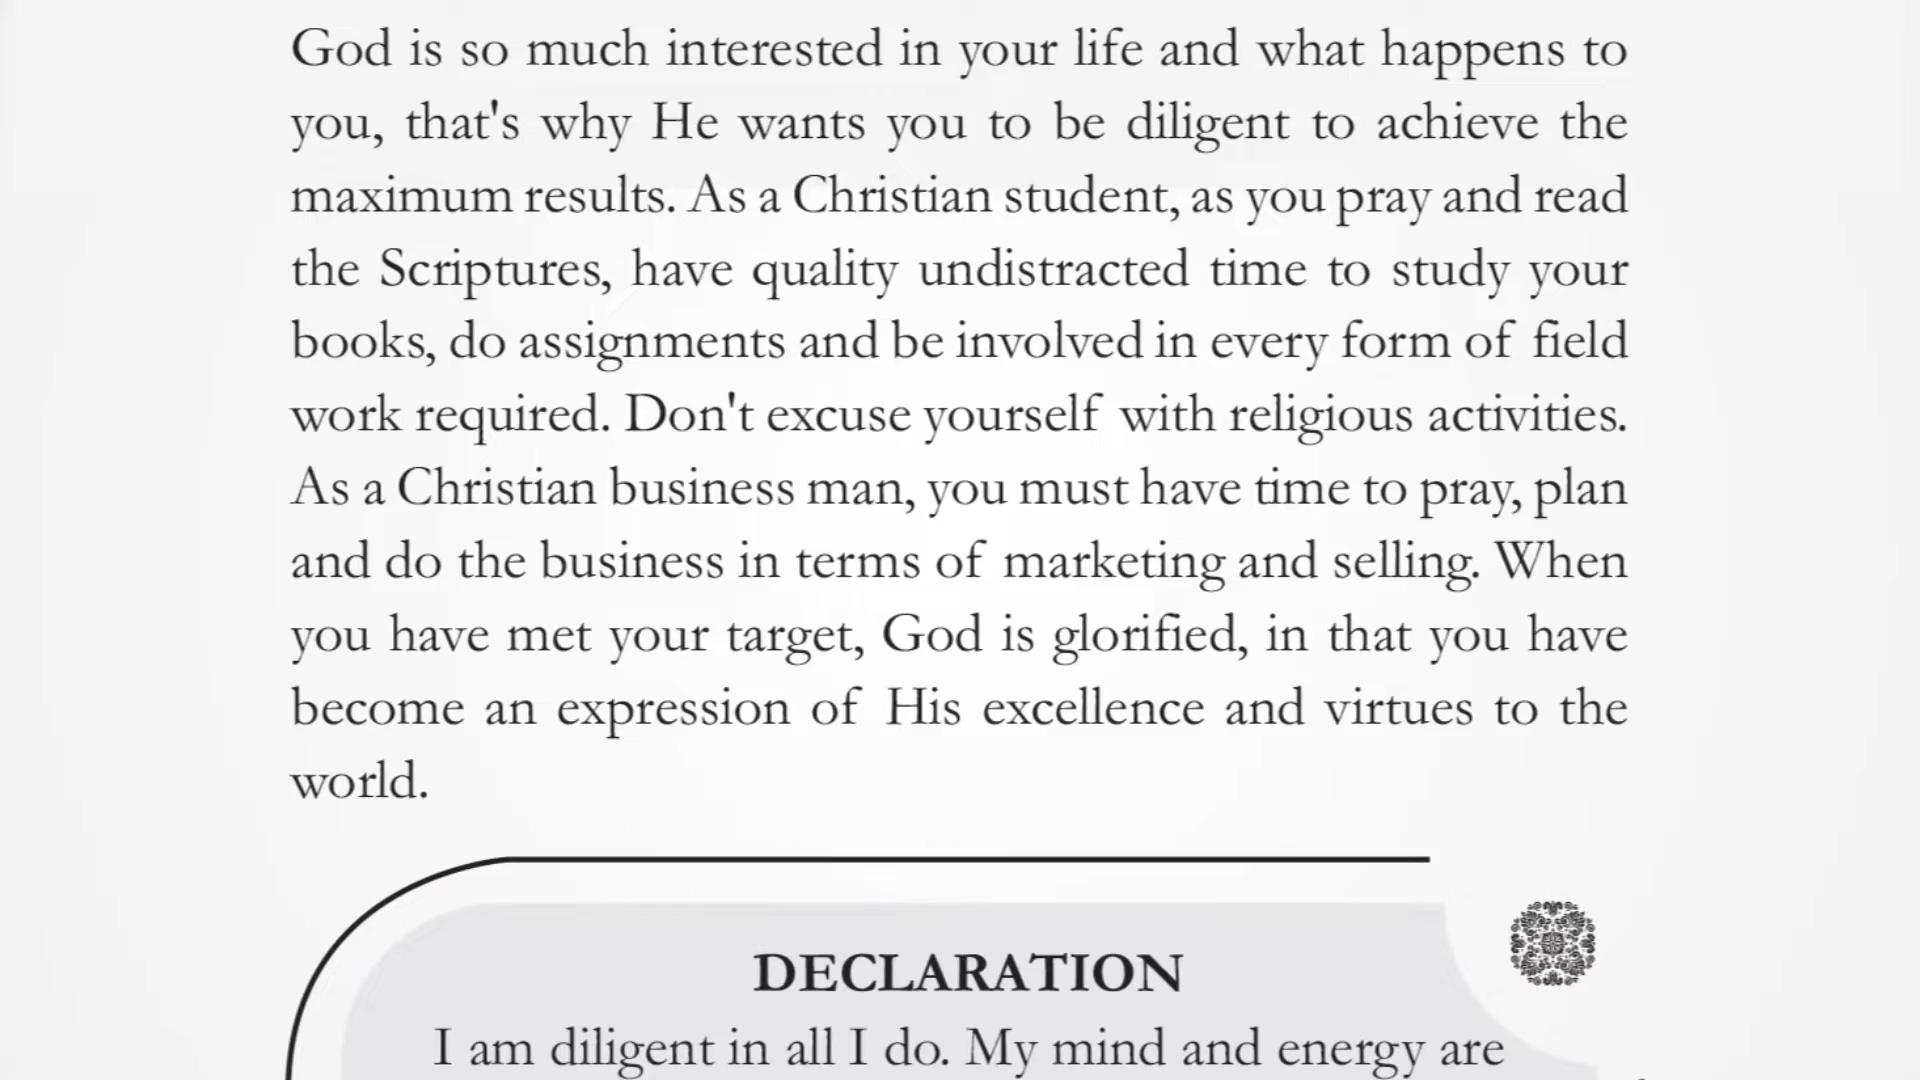 God is so much interested in your life and what happens to
you, that's why He wants you to be diligent to achieve the
maximum results. As a Christian student, as you pray and read
the Scriptures, have quality undistracted time to study your
books, do assignments and be involved in every form of field
work required. Don't excuse yourself with religious activities.
As a Christian business man, you must have time to pray, plan
and do the business in terms of marketing and selling. When
you have met your target, God is glorified, in that you have
become an expression of His excellence and virtues to the
world.
DECLARATION
I am diligent in all I do. My mind and energy are